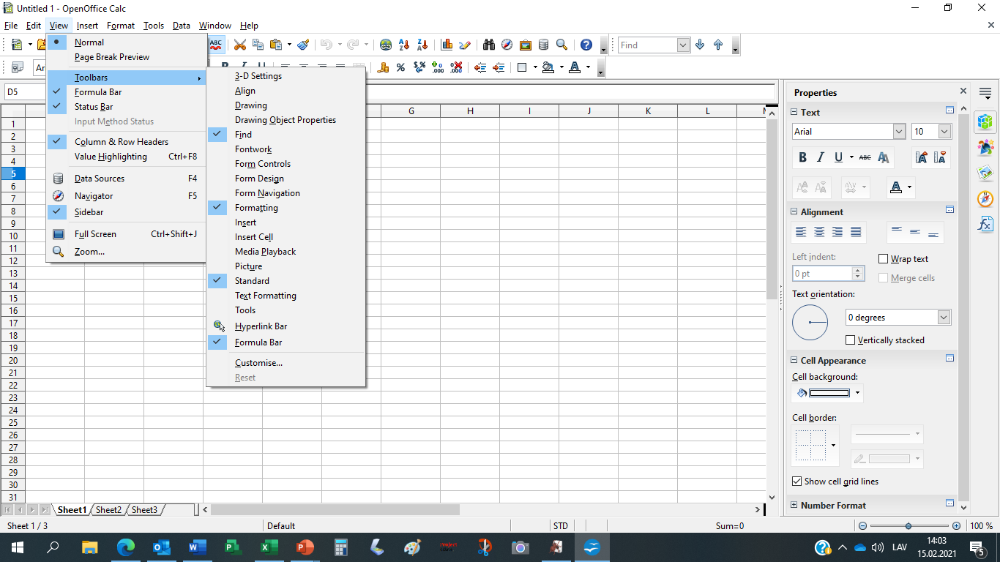 Untitled 1 - OpenOffice Calc
File Edit View Insert Format Tools Data Window Help
ABC Find
Ar
D5
Normal
Page Break Preview
Toolbars
Formula Bar
Status Bar
Input Method Status
Column & Row Headers
Value Highlighting Ctrl+F8
Data Sources F4
Navigator F5
Sidebar
Full Screen Ctrl+Shift+J
Zoom...
3-D Settings
Align
Drawing
Drawing Object Properties
Find
Fontwork
Form Controls
Form Design
Form Navigation
Formatting
Insert
Insert Cell
Media Playback
Picture
Standard
Text Formatting
Tools
Hyperlink Bar
Formula Bar
Customise...
Reset
G H I J K L
1
2
3
4
5
6
7
8
9
10
11
12
13
14
15
16
17
18
19
20
21
22
23
24
25
26
27
28
29
30
31
Properties
Text
Arial 10
B I U ABC AA
Alignment
Left indent:
Wrap text
0 pt
Merge cells
Text orientation:
0 degrees
Vertically stacked
Cell Appearance
Cell background:
Cell border:
Show cell grid lines
Number Format
Sheet1 Sheet2 Sheet3
Sheet 1 / 3 Default STD Sum=0 100 %
LAV
14:03
15.02.2021
5